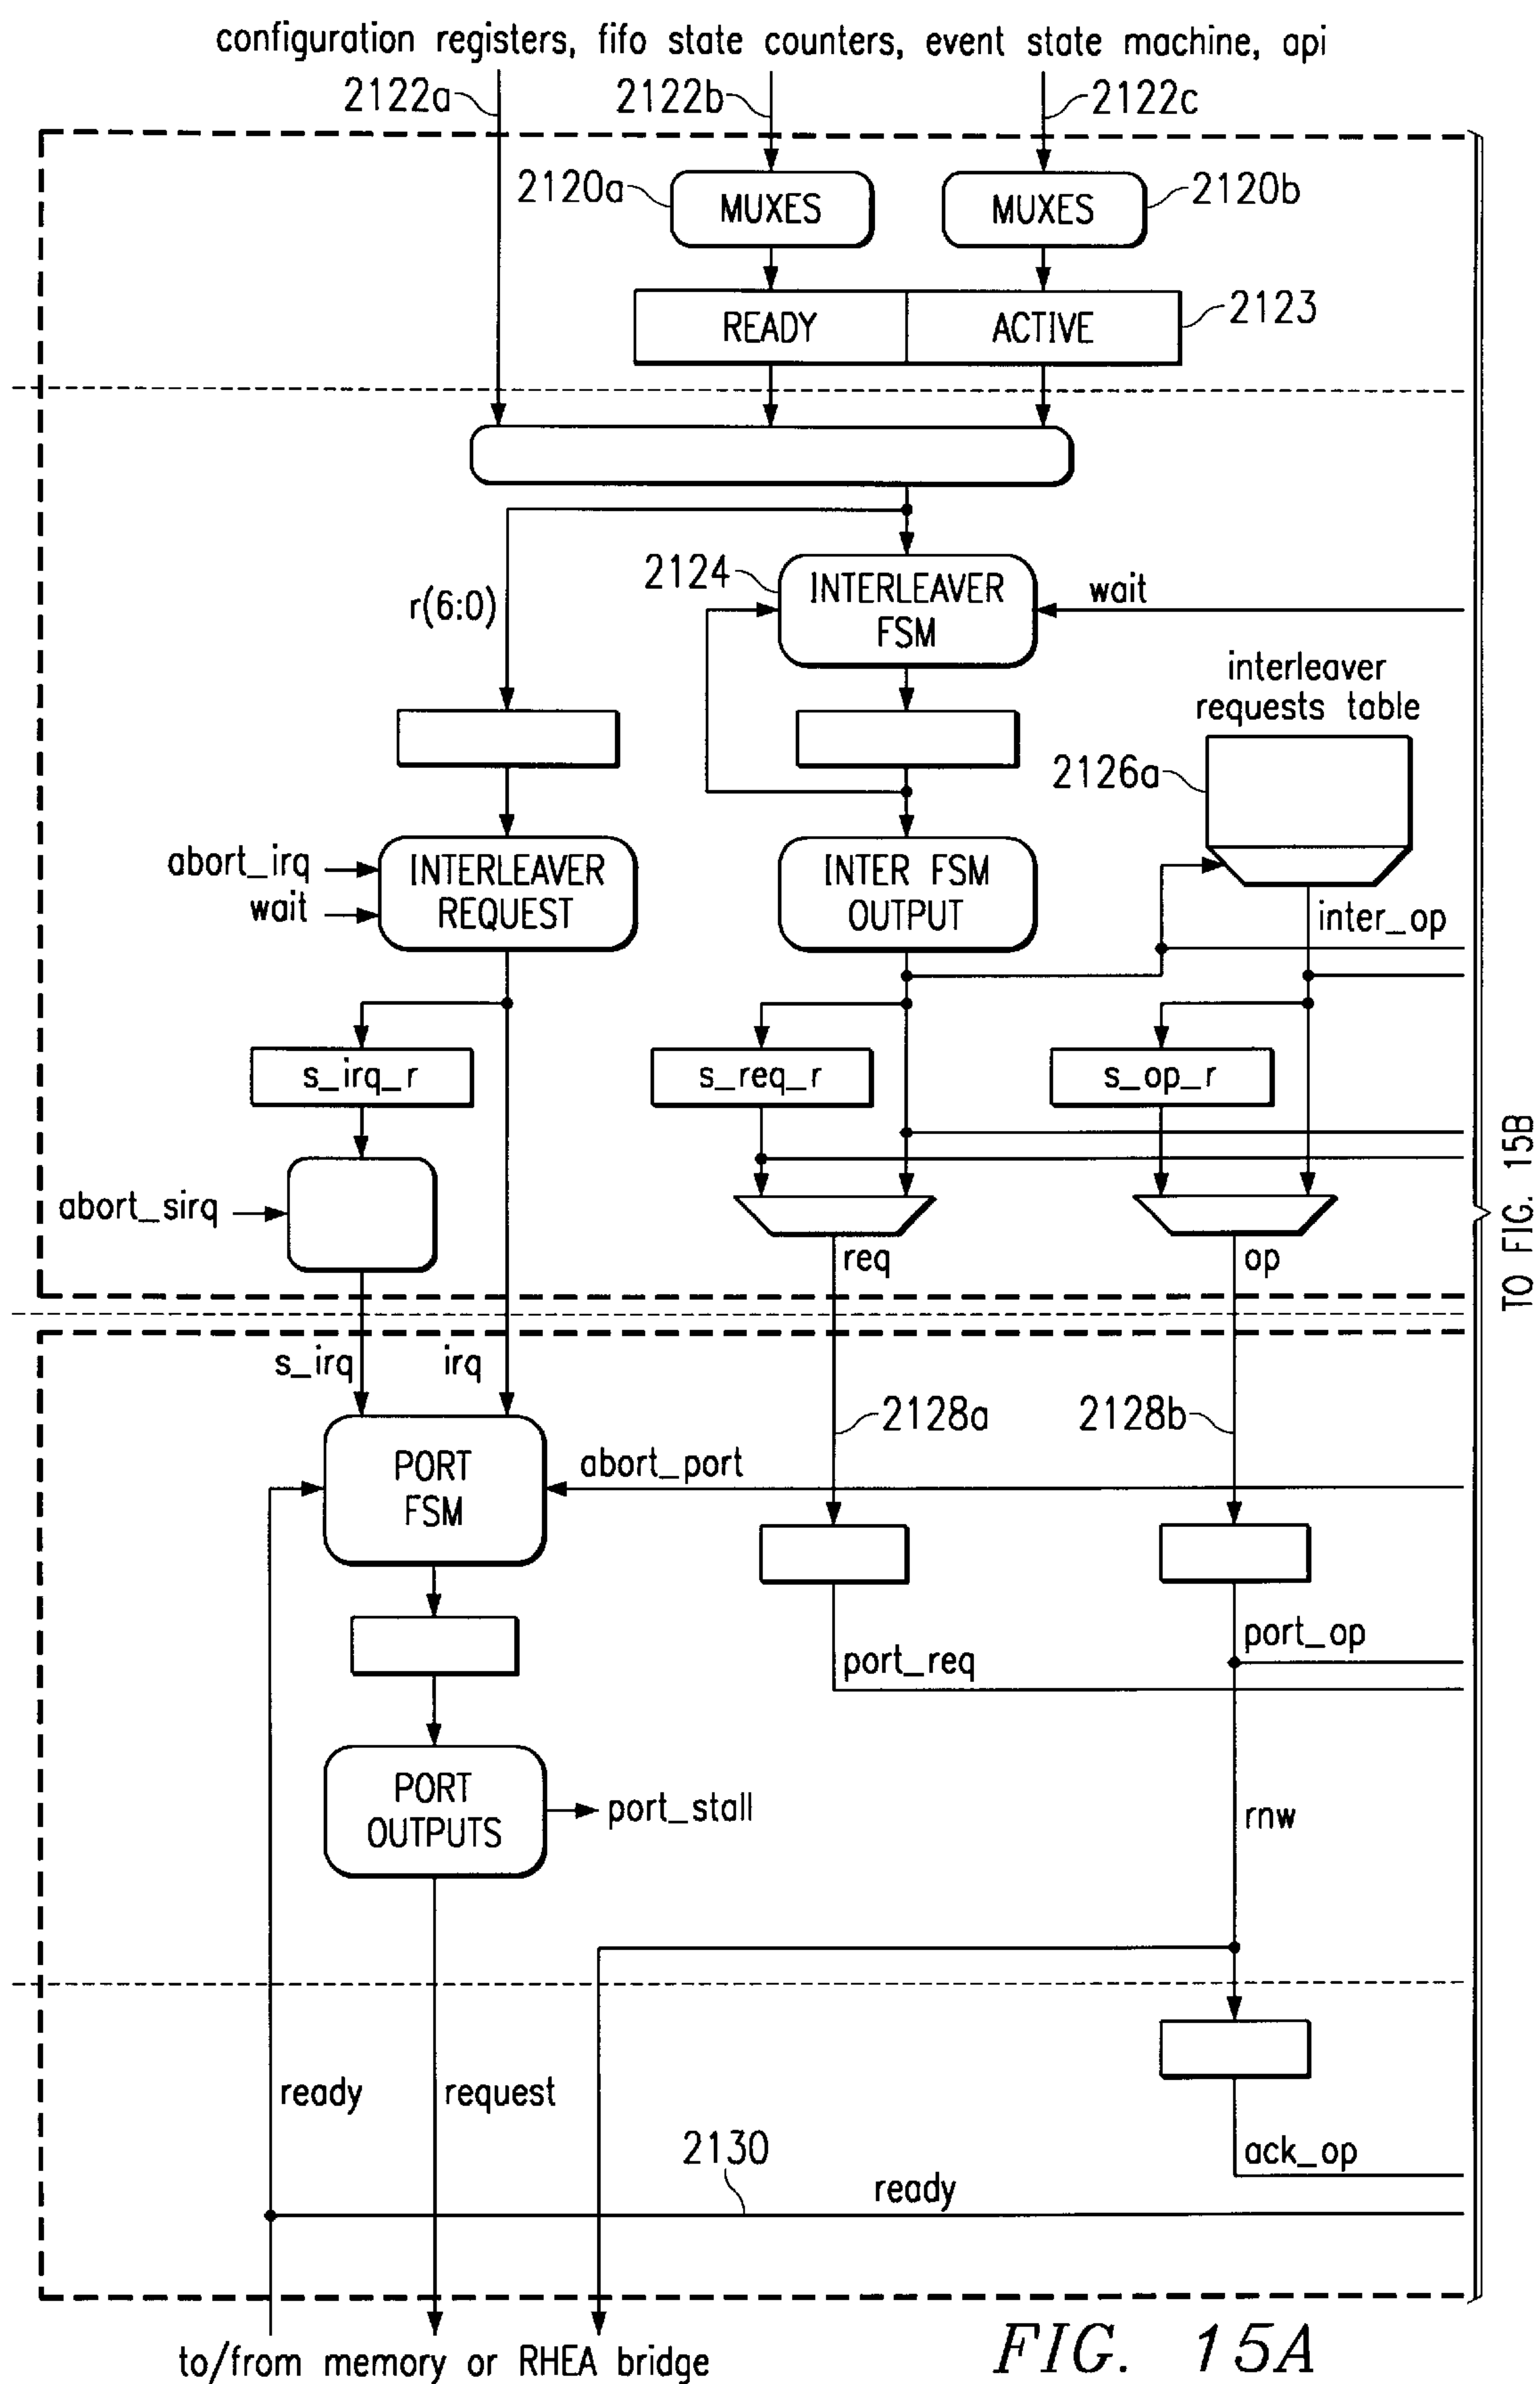 configuration registers, fifo state counters, event state machine, api
2122a
2122b
2122c
2120a
MUXES
MUXES
2120b
READY
ACTIVE
2123
2124
INTERLEAVER
FSM
wait
r(6:0)
interleaver
requests table
2126a
abort_irq
wait
INTERLEAVER
REQUEST
INTER FSM
OUTPUT
inter_op
s_irq_r
s_req_r
s_op_r
abort_sirq
req
op
TO FIG. 15B
s_irq
irq
2128a
2128b
PORT
FSM
abort_port
port_req
port_op
PORT
OUTPUTS
port_stall
rnw
ready
request
2130
ready
ack_op
to/from memory or RHEA bridge
FIG. 15A